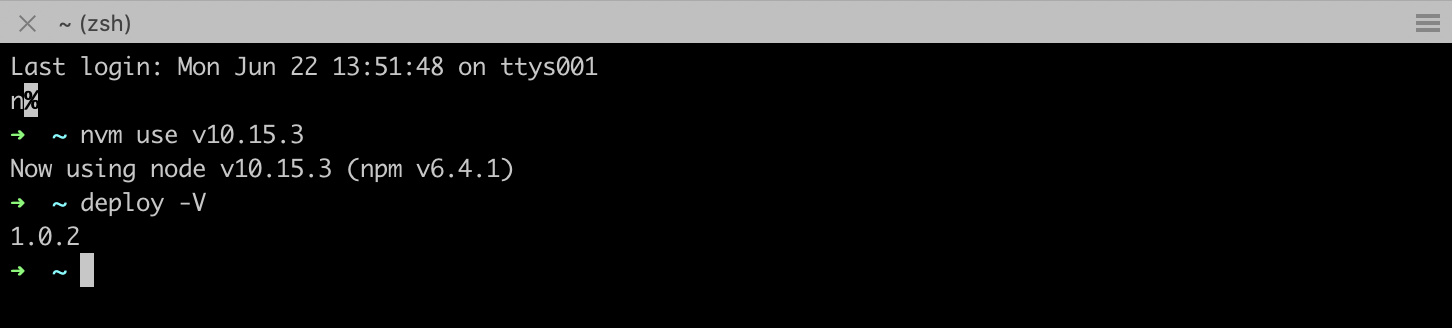 ~ (zsh)
Last login: Mon Jun 22 13:51:48 on ttys001
n%
➜  ~ nvm use v10.15.3
Now using node v10.15.3 (npm v6.4.1)
➜  ~ deploy -V
1.0.2
➜  ~